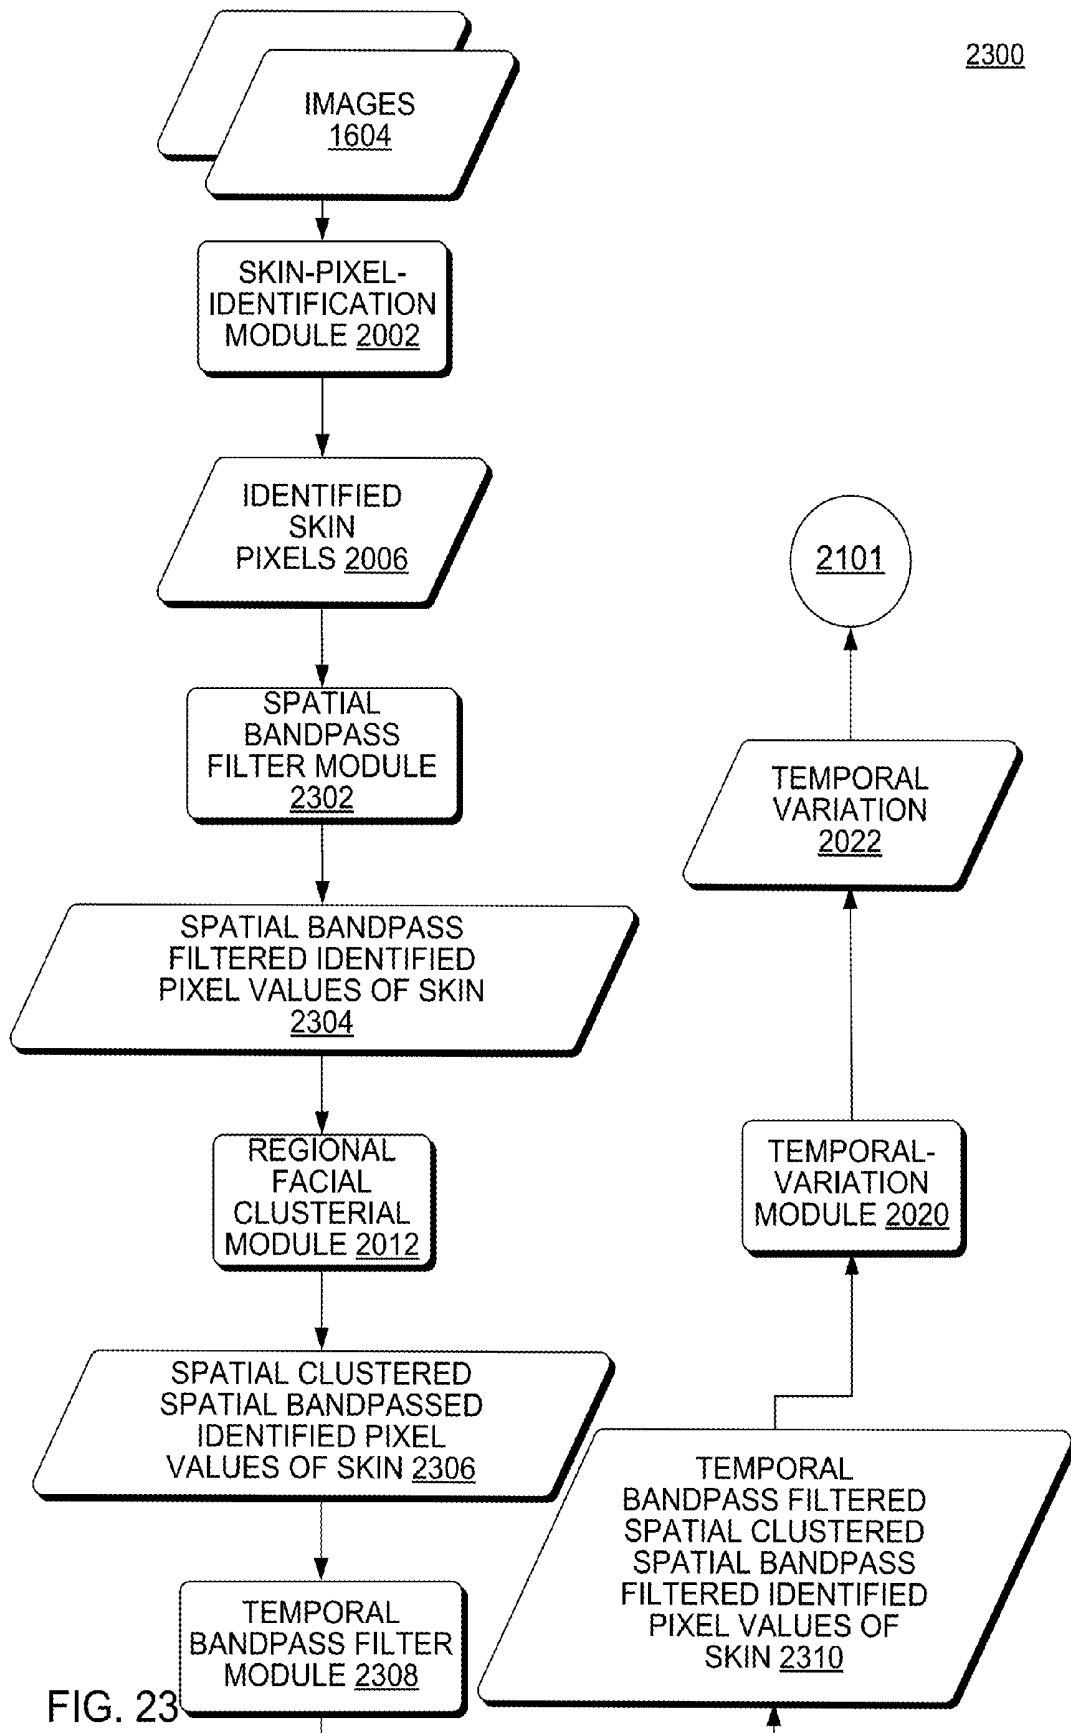 2300
IMAGES
1604
SKIN-PIXEL-
IDENTIFICATION
MODULE 2002
IDENTIFIED
SKIN
PIXELS 2006
SPATIAL
BANDPASS
FILTER MODULE
2302
SPATIAL BANDPASS
FILTERED IDENTIFIED
PIXEL VALUES OF SKIN
2304
REGIONAL
FACIAL
CLUSTERIAL
MODULE 2012
SPATIAL CLUSTERED
SPATIAL BANDPASSED
IDENTIFIED PIXEL
VALUES OF SKIN 2306
TEMPORAL
BANDPASS FILTER
MODULE 2308
TEMPORAL
BANDPASS FILTERED
SPATIAL CLUSTERED
SPATIAL BANDPASS
FILTERED IDENTIFIED
PIXEL VALUES OF
SKIN 2310
TEMPORAL-
VARIATION
MODULE 2020
TEMPORAL
VARIATION
2022
2101
FIG. 23